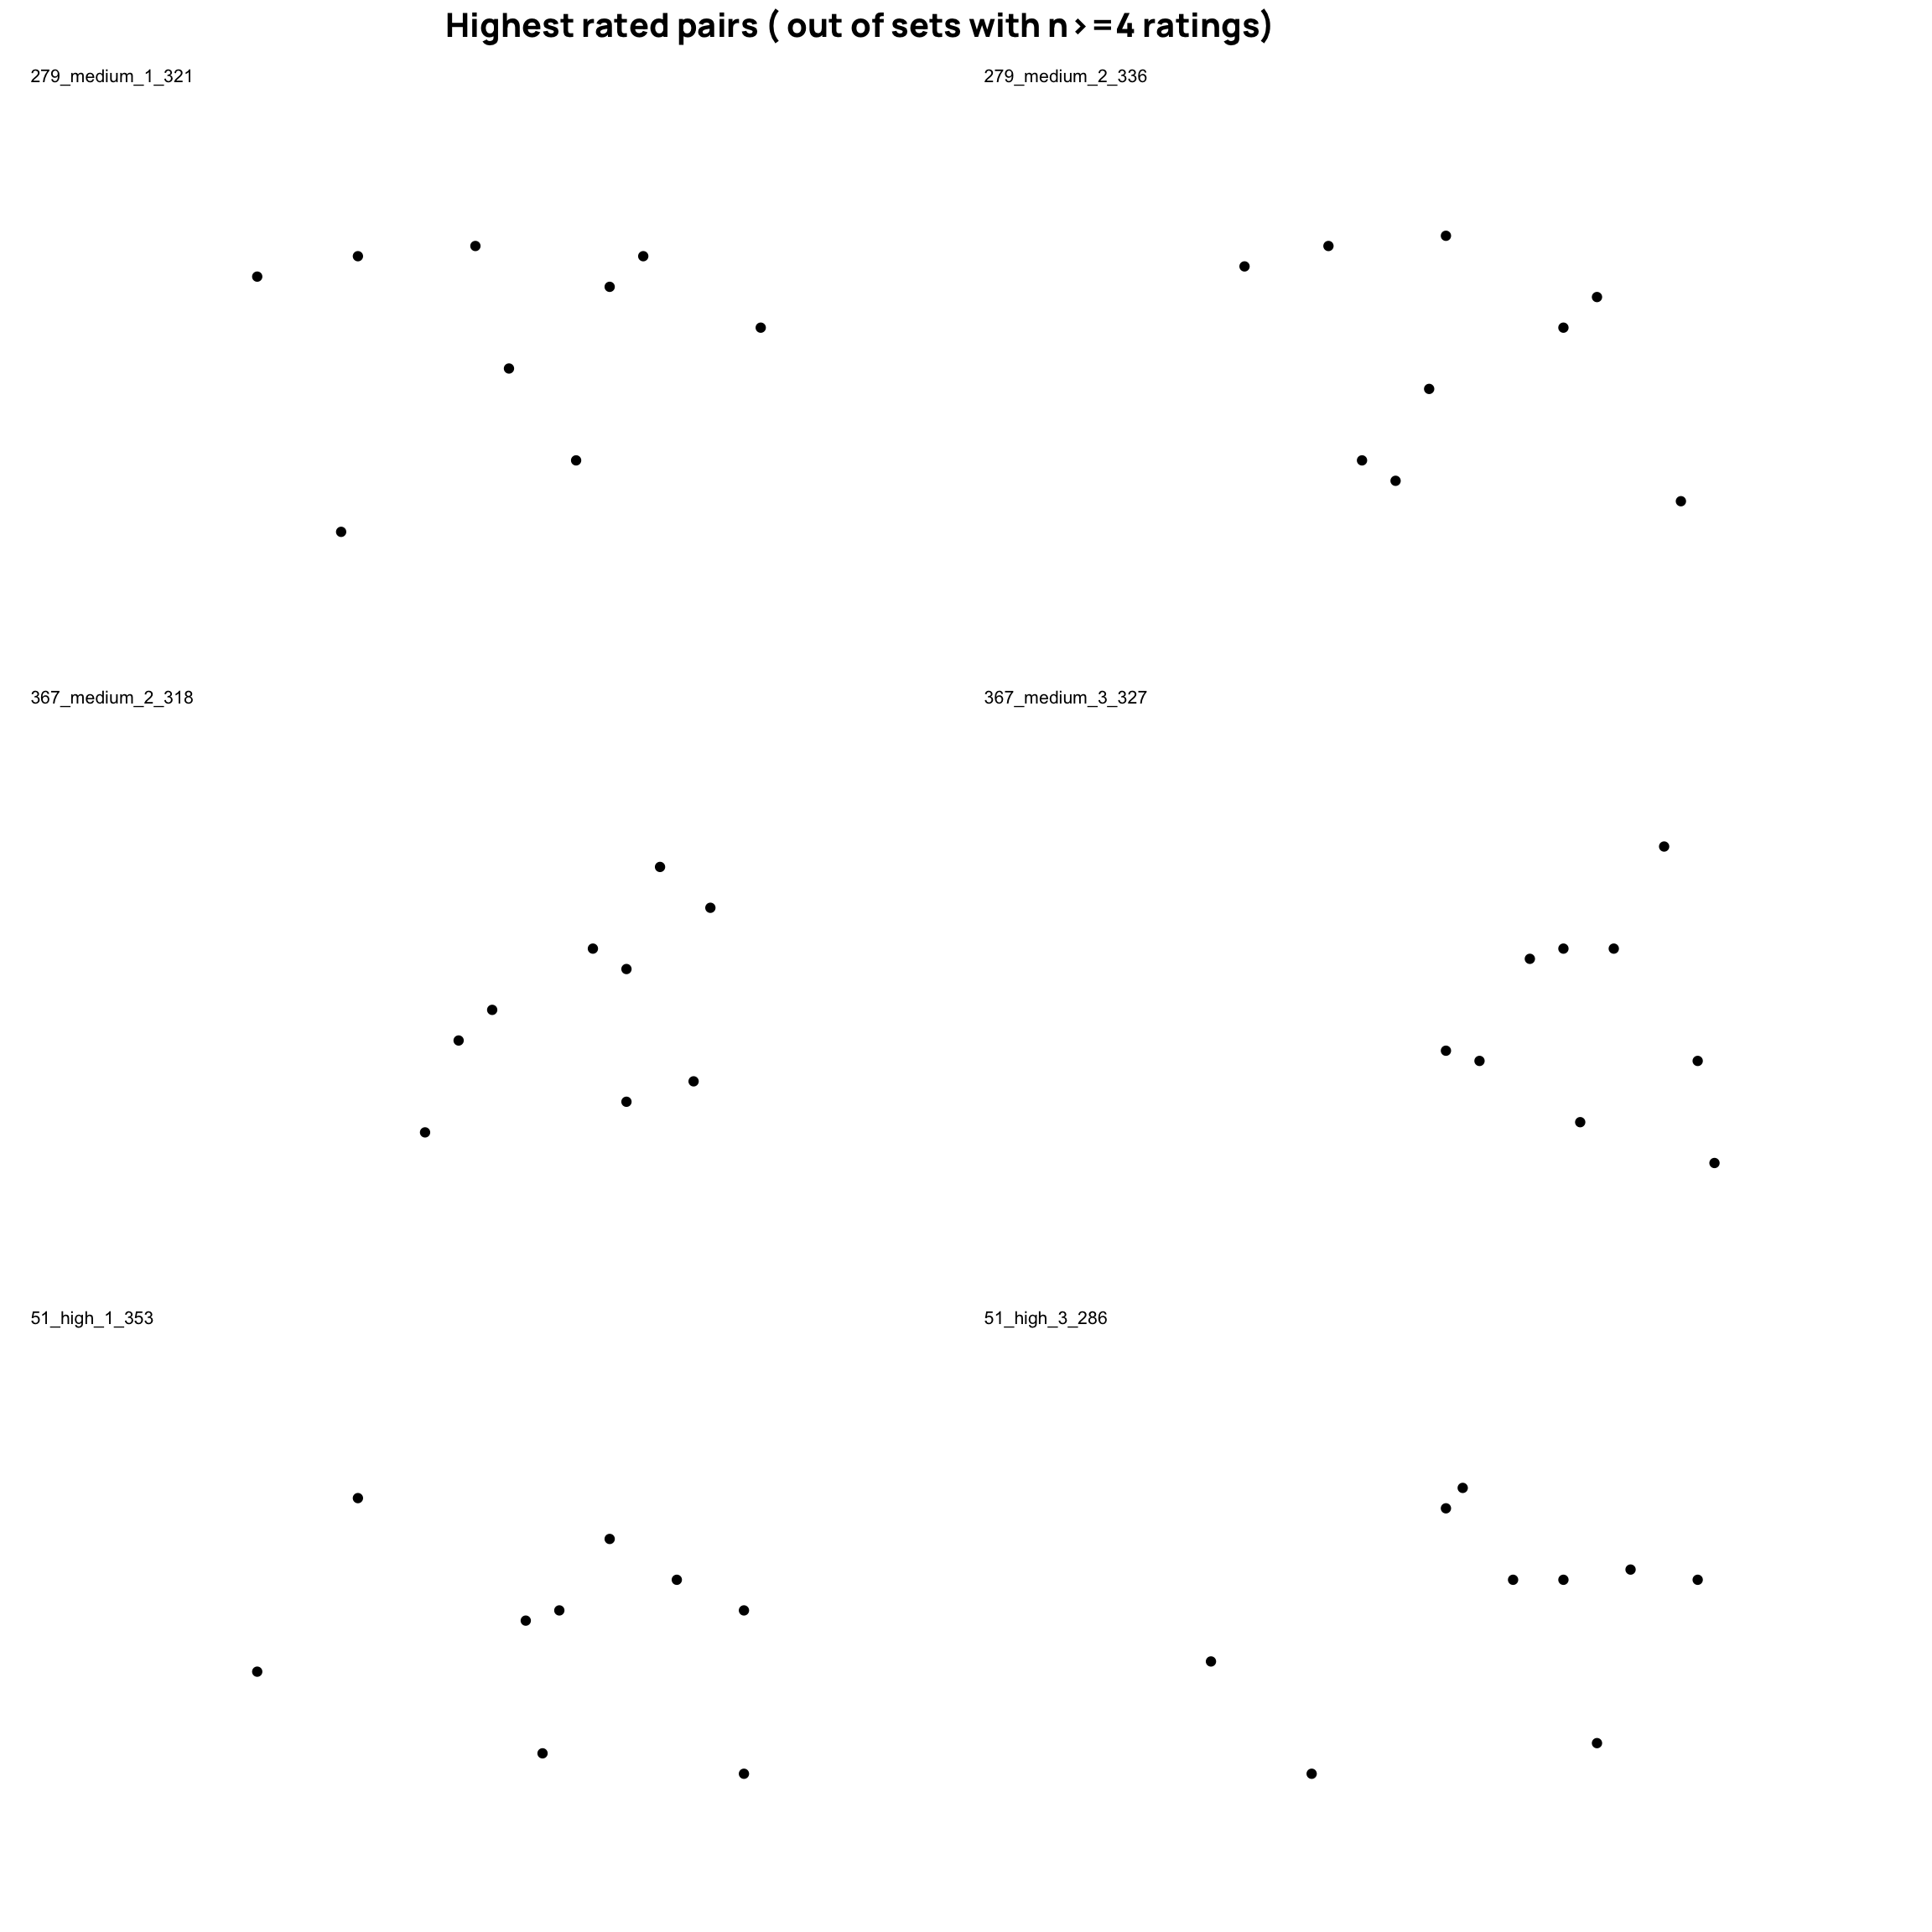 Highest rated pairs ( out of sets with n >=4 ratings)
279_medium_1_321
279_medium_2_336
367_medium_2_318
367_medium_3_327
51_high_1_353
51_high_3_286